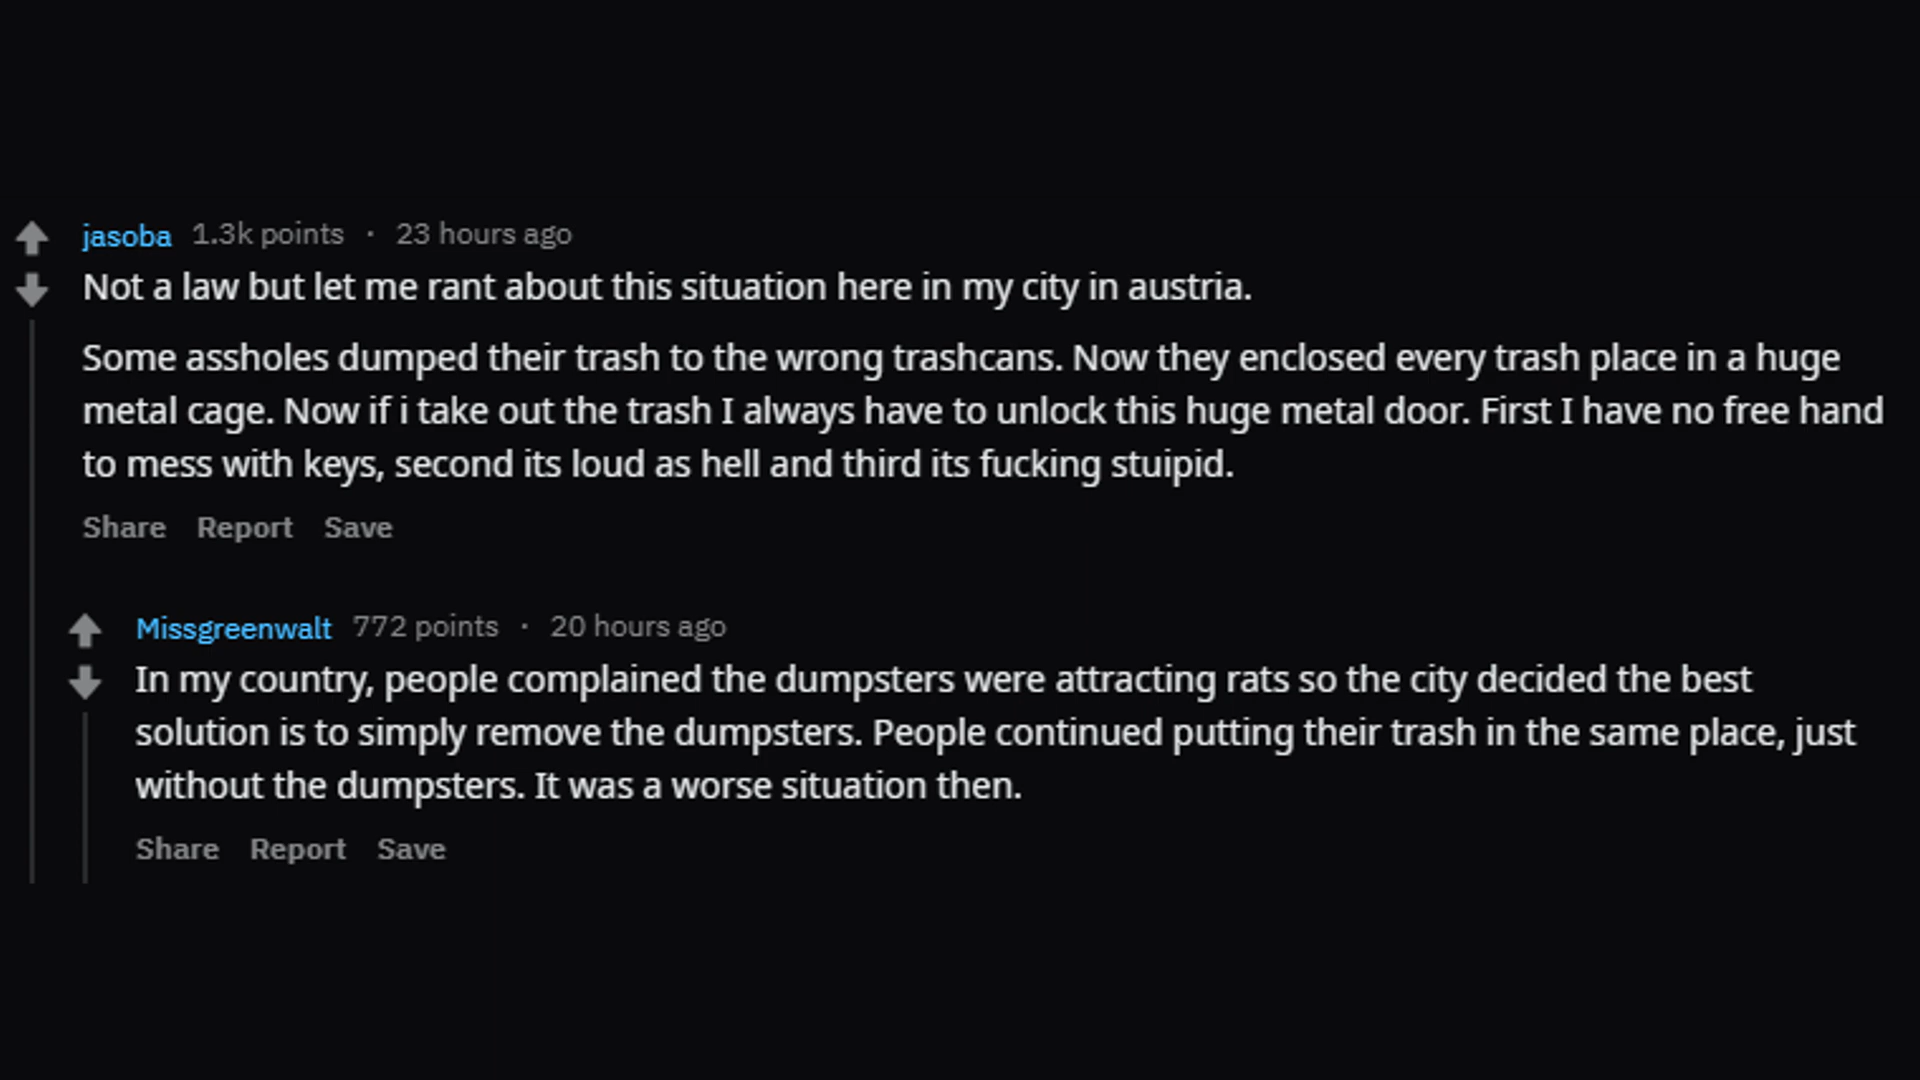 jasoba 1.3k points · 23 hours ago
Not a law but let me rant about this situation here in my city in austria.
Some assholes dumped their trash to the wrong trashcans. Now they enclosed every trash place in a huge
metal cage. Now if i take out the trash I always have to unlock this huge metal door. First I have no free hand
to mess with keys, second its loud as hell and third its fucking stuipid.
Share Report Save
Missgreenwalt 772 points · 20 hours ago
In my country, people complained the dumpsters were attracting rats so the city decided the best
solution is to simply remove the dumpsters. People continued putting their trash in the same place, just
without the dumpsters. It was a worse situation then.
Share Report Save